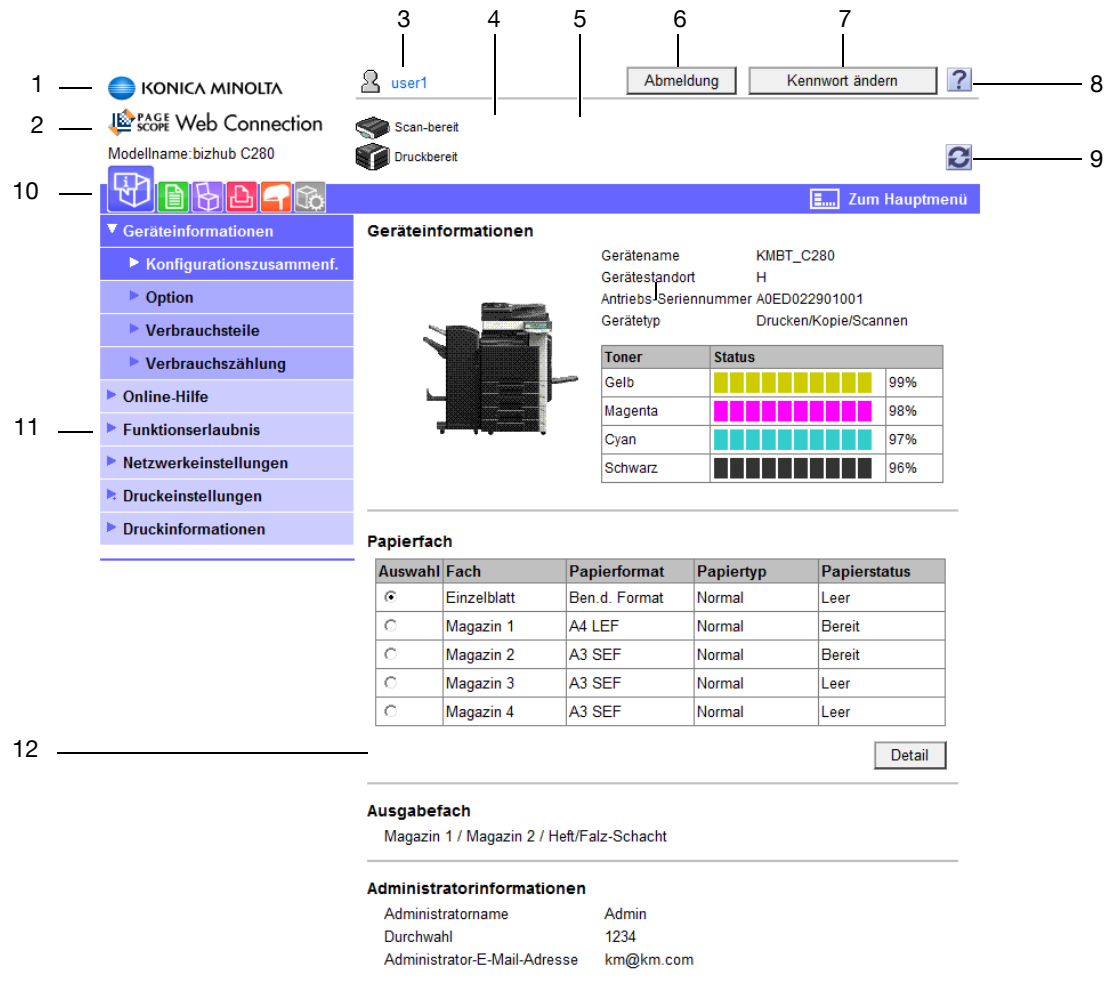 3 4 5 6 7
1 KONICA MINOLTA user1 Abmeldung Kennwort ändern ? 8
2 PAGE SCOPE Web Connection Scan-bereit
Modellname:bizhub C280 Druckbereit 9
10 Zum Hauptmenü
Geräteinformationen
Konfigurationszusammenf.
Option
Verbrauchsteile
Verbrauchszählung
Online-Hilfe
11 Funktionserlaubnis
Netzwerkeinstellungen
Druckeinstellungen
Druckinformationen
Geräteinformationen
Gerätename KMBT_C280
Gerätestandort H
Antriebs-Seriennummer A0ED022901001
Gerätetyp Drucken/Kopie/Scannen
Toner Status
Gelb 99%
Magenta 98%
Cyan 97%
Schwarz 96%
Papierfach
Auswahl Fach Papierformat Papiertyp Papierstatus
Einzelblatt Ben.d. Format Normal Leer
Magazin 1 A4 LEF Normal Bereit
Magazin 2 A3 SEF Normal Bereit
Magazin 3 A3 SEF Normal Leer
Magazin 4 A3 SEF Normal Leer
12 Detail
Ausgabefach
Magazin 1 / Magazin 2 / Heft/Falz-Schacht
Administratorinformationen
Administratorname Admin
Durchwahl 1234
Administrator-E-Mail-Adresse km@km.com